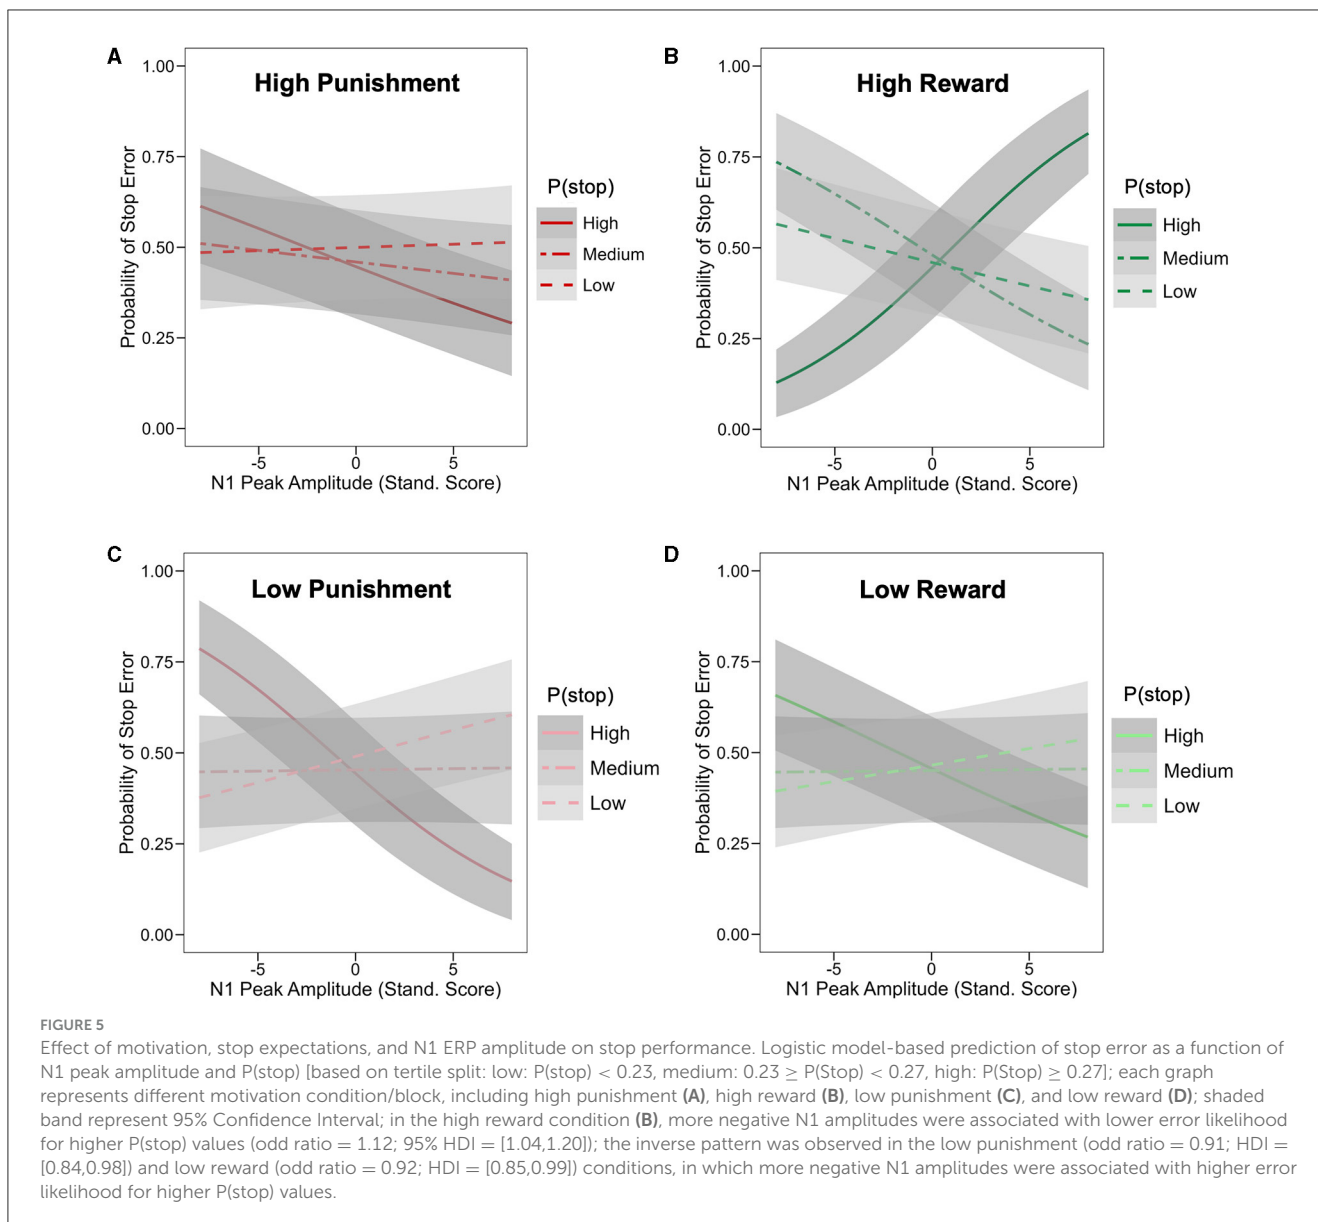 A
High Punishment
1.00
0.75
0.50
0.25
0.00
Probability of Stop Error
-5 0 5
N1 Peak Amplitude (Stand. Score)
P(stop)
High
Medium
Low
B
High Reward
1.00
0.75
0.50
0.25
0.00
Probability of Stop Error
-5 0 5
N1 Peak Amplitude (Stand. Score)
P(stop)
High
Medium
Low
C
Low Punishment
1.00
0.75
0.50
0.25
0.00
Probability of Stop Error
-5 0 5
N1 Peak Amplitude (Stand. Score)
P(stop)
High
Medium
Low
D
Low Reward
1.00
0.75
0.50
0.25
0.00
Probability of Stop Error
-5 0 5
N1 Peak Amplitude (Stand. Score)
P(stop)
High
Medium
Low
FIGURE 5
Effect of motivation, stop expectations, and N1 ERP amplitude on stop performance. Logistic model-based prediction of stop error as a function of
N1 peak amplitude and P(stop) [based on tertile split: low: P(stop) < 0.23, medium: 0.23 ≥ P(Stop) < 0.27, high: P(Stop) ≥ 0.27]; each graph
represents different motivation condition/block, including high punishment (A), high reward (B), low punishment (C), and low reward (D); shaded
band represent 95% Confidence Interval; in the high reward condition (B), more negative N1 amplitudes were associated with lower error likelihood
for higher P(stop) values (odd ratio = 1.12; 95% HDI = [1.04,1.20]); the inverse pattern was observed in the low punishment (odd ratio = 0.91; HDI =
[0.84,0.98]) and low reward (odd ratio = 0.92; HDI = [0.85,0.99]) conditions, in which more negative N1 amplitudes were associated with higher error
likelihood for higher P(stop) values.